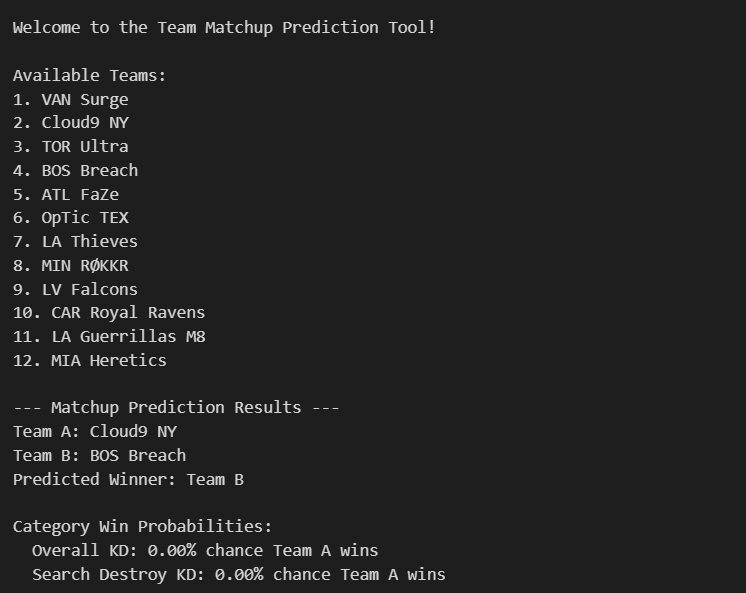 Welcome to the Team Matchup Prediction Tool!
Available Teams:
1. VAN Surge
2. Cloud9 NY
3. TOR Ultra
4. BOS Breach
5. ATL FaZe
6. OpTic TEX
7. LA Thieves
8. MIN RØKKR
9. LV Falcons
10. CAR Royal Ravens
11. LA Guerrillas M8
12. MIA Heretics
--- Matchup Prediction Results ---
Team A: Cloud9 NY
Team B: BOS Breach
Predicted Winner: Team B
Category Win Probabilities:
Overall KD: 0.00% chance Team A wins
Search Destroy KD: 0.00% chance Team A wins